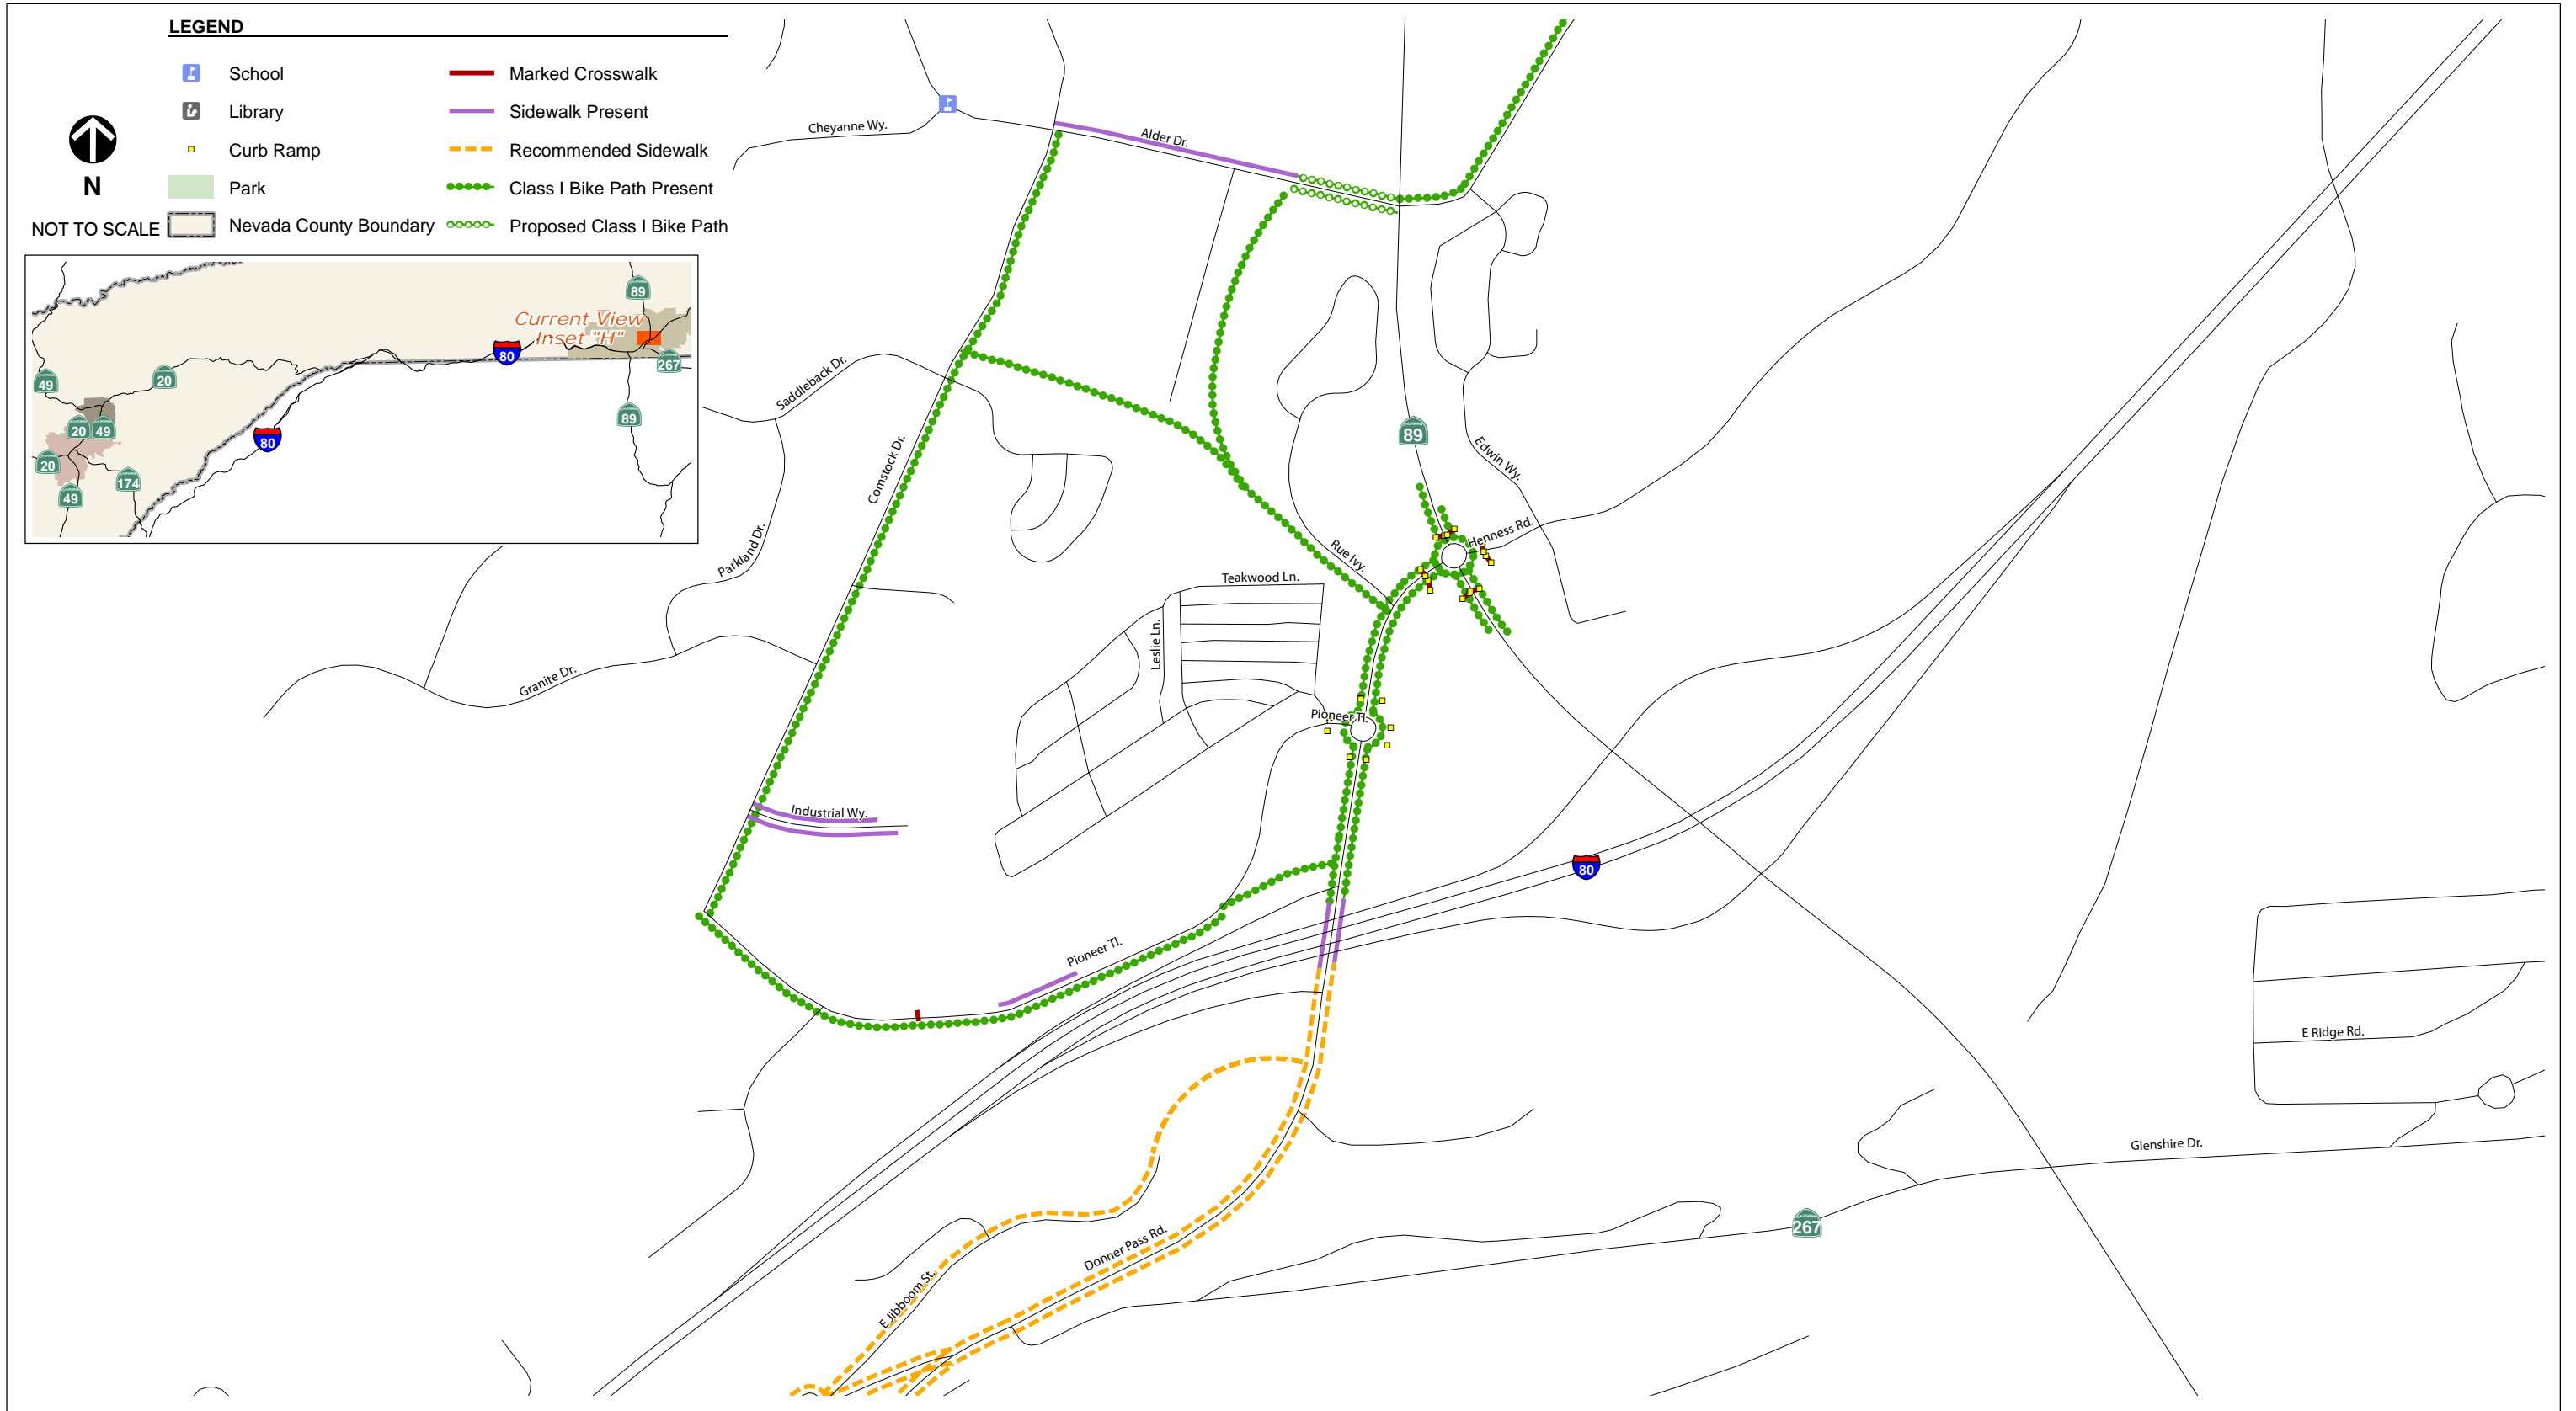 LEGEND
School
Library
Curb Ramp
Park
Nevada County Boundary
Marked Crosswalk
Sidewalk Present
Recommended Sidewalk
Class I Bike Path Present
Proposed Class I Bike Path
N
NOT TO SCALE
Current View
Inset "H"
89
80
267
49
20
89
20 49
80
20
174
49
Cheyanne Wy.
Alder Dr.
Saddleback Dr.
Comstock Dr.
89
Edwin Wy.
Parkland Dr.
Henness Rd.
Rue Ivy.
Teakwood Ln.
Leslie Ln.
Granite Dr.
Pioneer Tl.
Industrial Wy.
80
Pioneer Tl.
E Ridge Rd.
Glenshire Dr.
267
Donner Pass Rd.
E Jibboom St.